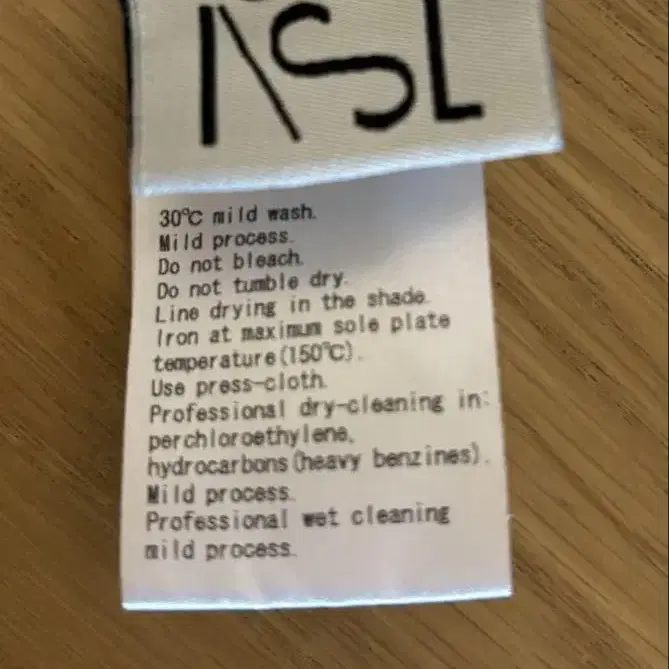 30℃ mild wash.
Mild process.
Do not bleach.
Do not tumble dry.
Line drying in the shade.
Iron at maximum sole plate
temperature(150℃).
Use press-cloth.
Professional dry-cleaning in:
perchloroethylene,
hydrocarbons(heavy benzines).
Mild process.
Professional wet cleaning
mild process.